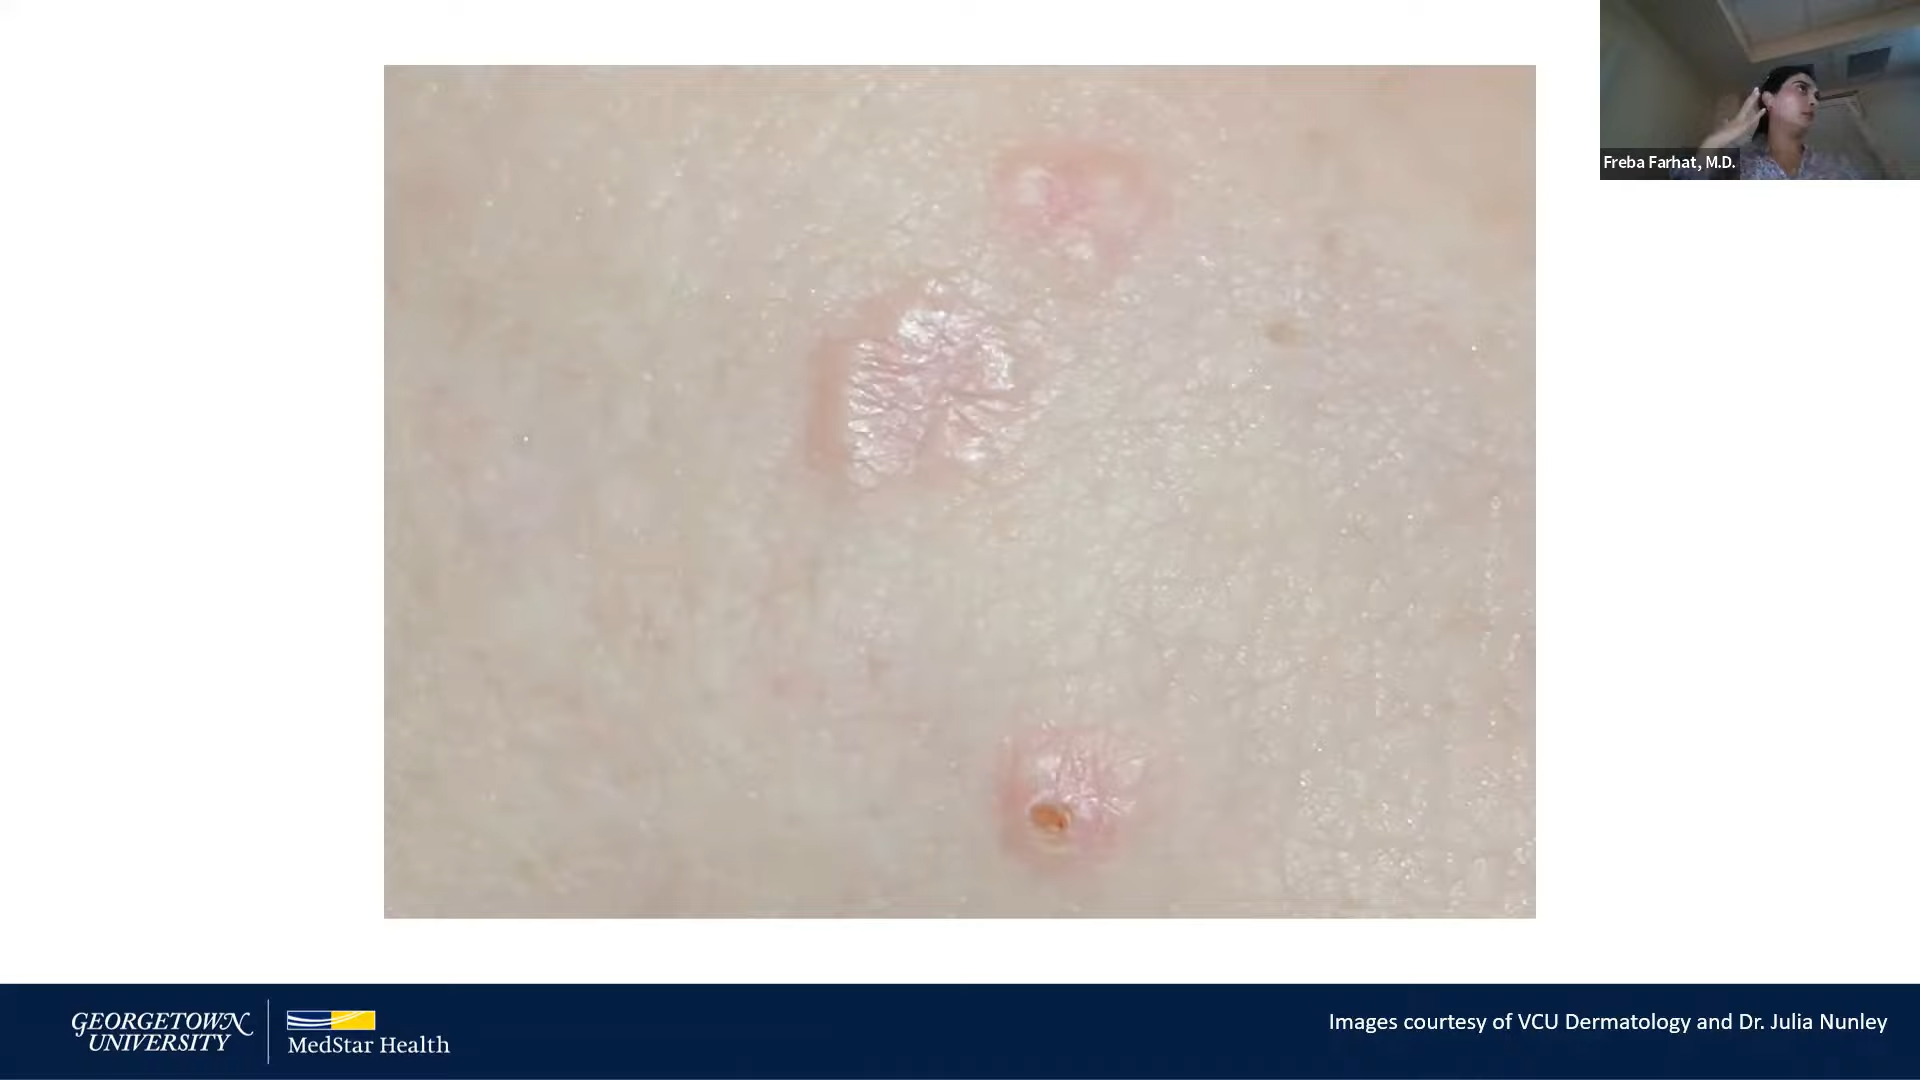 Freba Farhat, M.D.
GEORGETOWN
UNIVERSITY
MedStar Health
Images courtesy of VCU Dermatology and Dr. Julia Nunley